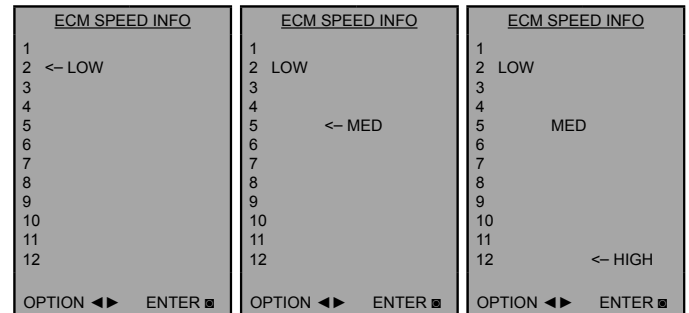 ECM SPEED INFO
1
2 <– LOW
3
4
5
6
7
8
9
10
11
12
OPTION ◄► ENTER ◙
ECM SPEED INFO
1
2 LOW
3
4
5 <– MED
6
7
8
9
10
11
12
OPTION ◄► ENTER ◙
ECM SPEED INFO
1
2 LOW
3
4
5 MED
6
7
8
9
10
11
12 <– HIGH
OPTION ◄► ENTER ◙